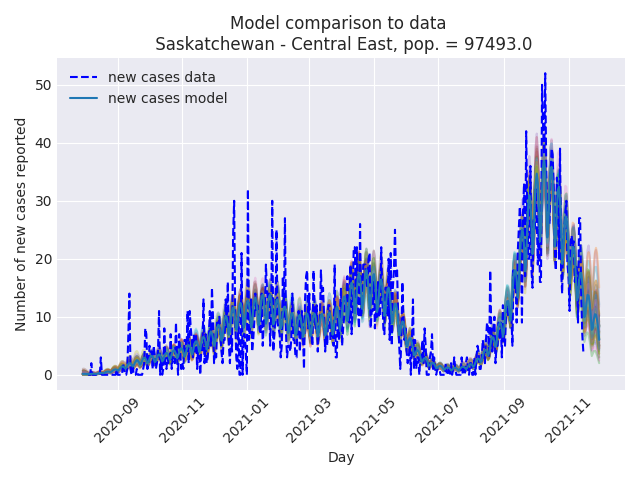 Model comparison to data
Saskatchewan - Central East, pop. = 97493.0
new cases data
new cases model
Number of new cases reported
50
40
30
20
10
0
2020-09
2020-11
2021-01
2021-03
2021-05
2021-07
2021-09
2021-11
Day